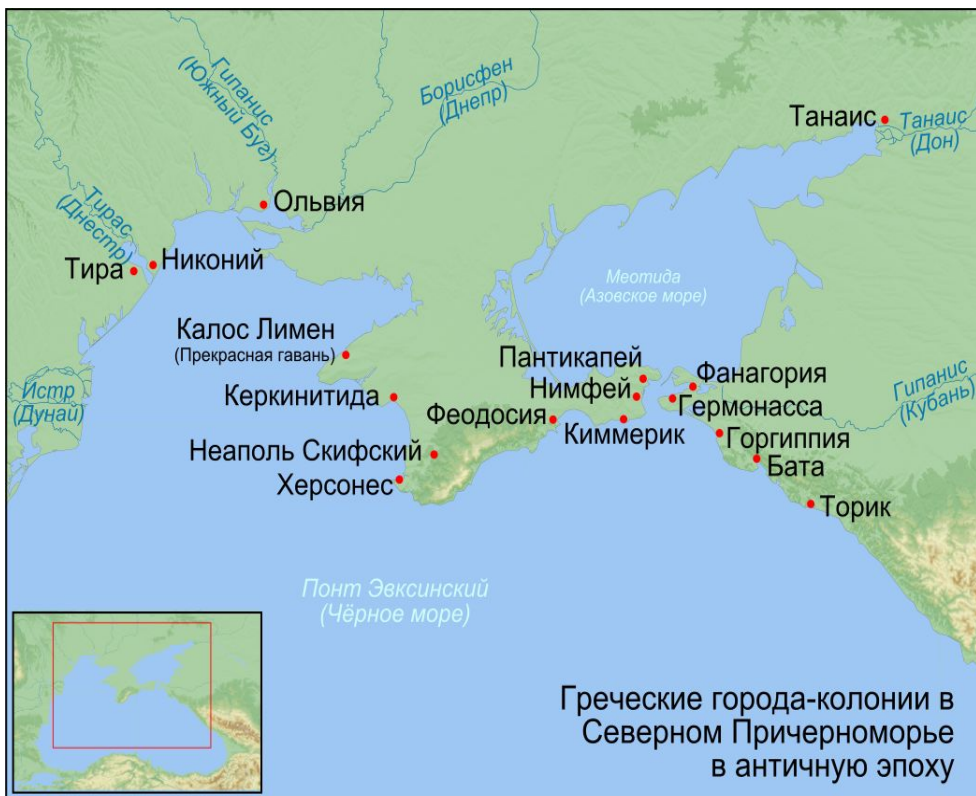 Гипанис
(Южный Буг)
Борисфен
(Днепр)
Танаис
Танаис
(Дон)
Тирас
(Днестр)
Ольвия
Тира
Никоний
Меотида
(Азовское море)
Калос Лимен
(Прекрасная гавань)
Пантикапей
Фанагория
Истр
(Дунай)
Керкинитида
Нимфей
Гермонасса
Гипанис
(Кубань)
Феодосия
Киммерик
Горгиппия
Неаполь Скифский
Бата
Херсонес
Торик
Понт Эвксинский
(Чёрное море)
Греческие города-колонии в
Северном Причерноморье
в античную эпоху